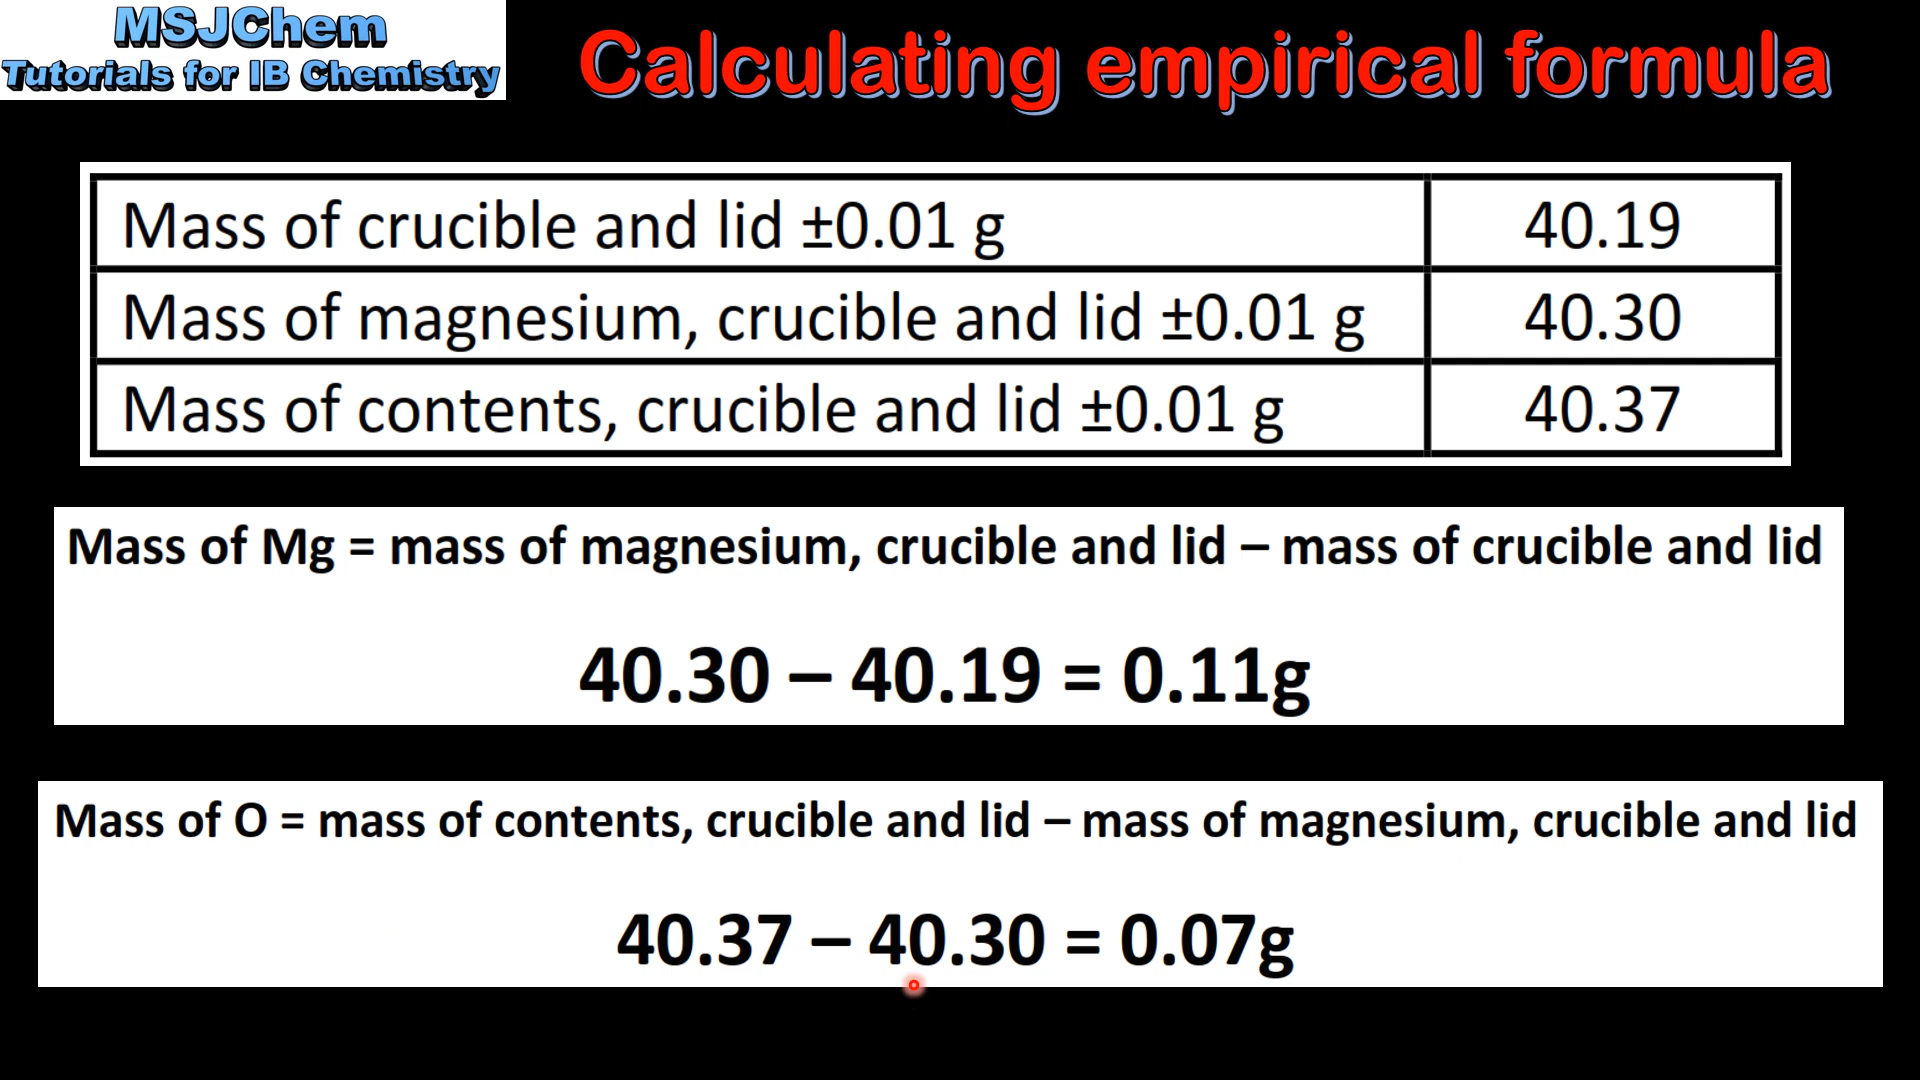 MSJChem
Tutorials for IB Chemistry
Calculating empirical formula
Mass of crucible and lid ±0.01 g 40.19
Mass of magnesium, crucible and lid ±0.01 g 40.30
Mass of contents, crucible and lid ±0.01 g 40.37
Mass of Mg = mass of magnesium, crucible and lid – mass of crucible and lid
40.30 – 40.19 = 0.11g
Mass of O = mass of contents, crucible and lid – mass of magnesium, crucible and lid
40.37 – 40.30 = 0.07g